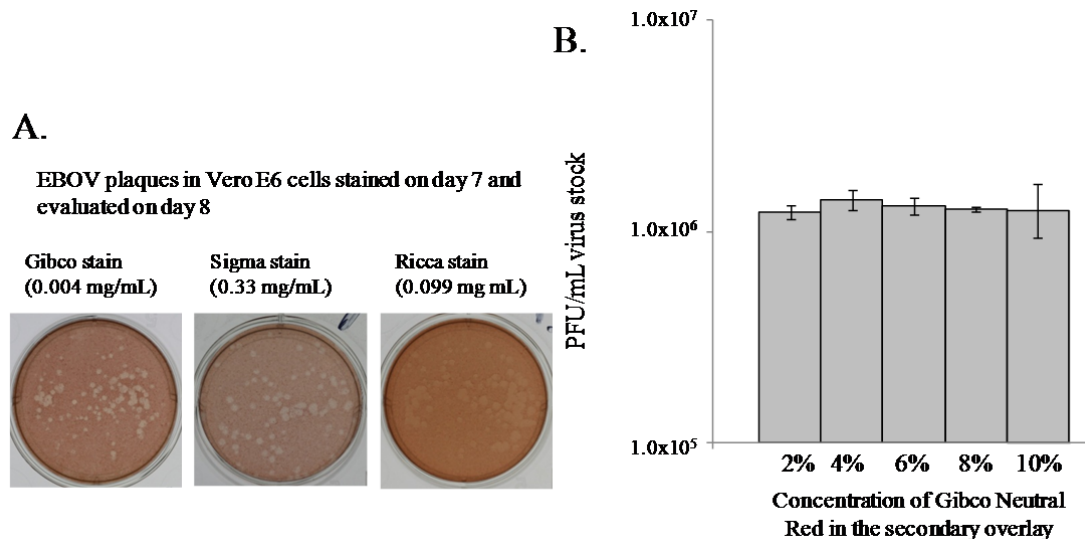 A.
EBOV plaques in Vero E6 cells stained on day 7 and
evaluated on day 8
Gibco stain
(0.004 mg/mL)
Sigma stain
(0.33 mg/mL)
Ricca stain
(0.099 mg mL)
B.
PFU/mL virus stock
1.0x10⁷
1.0x10⁶
1.0x10⁵
2% 4% 6% 8% 10%
Concentration of Gibco Neutral
Red in the secondary overlay